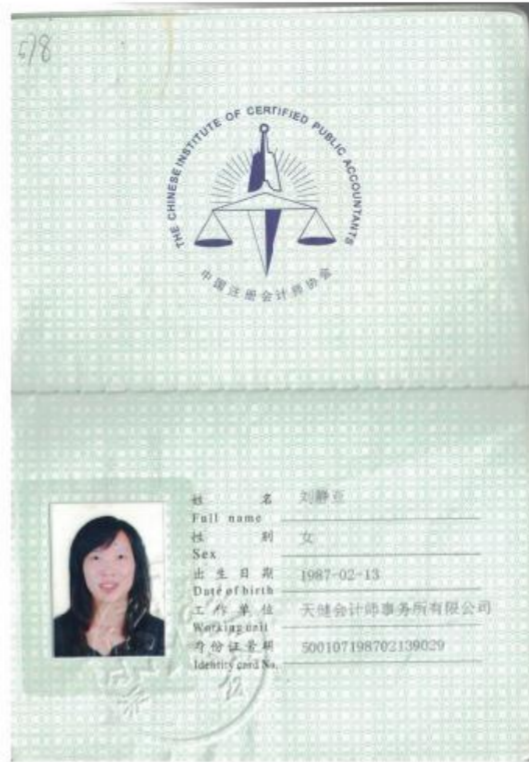 578
THE CHINESE INSTITUTE OF CERTIFIED PUBLIC ACCOUNTANTS
中国注册会计师协会
姓 名 刘静亚
Full name
性 别 女
Sex
出生日期 1987-02-13
Date of birth
工作单位 天健会计师事务所有限公司
Working unit
身份证号码 500107198702139029
Identity card No.